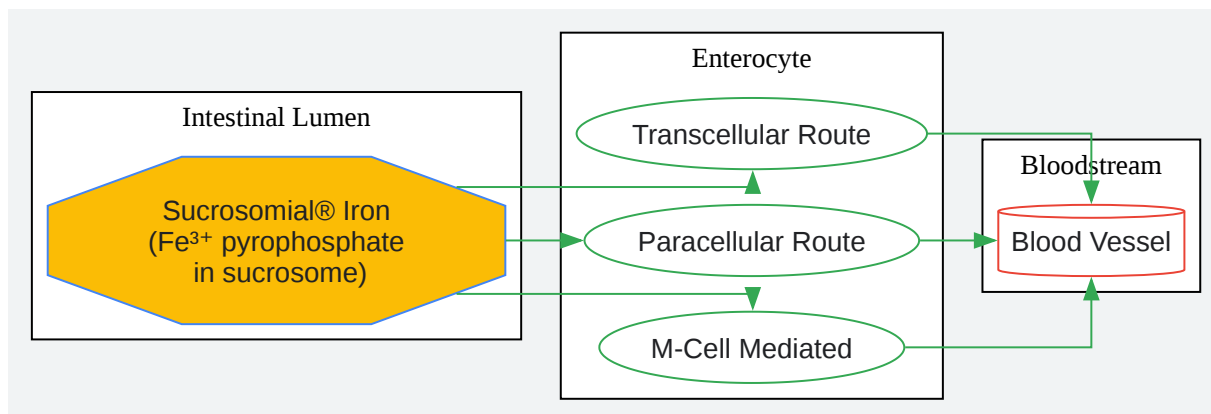 Intestinal Lumen
Sucrosomial® Iron
(Fe³⁺ pyrophosphate
in sucrosome)
Enterocyte
Transcellular Route
Paracellular Route
M-Cell Mediated
Bloodstream
Blood Vessel